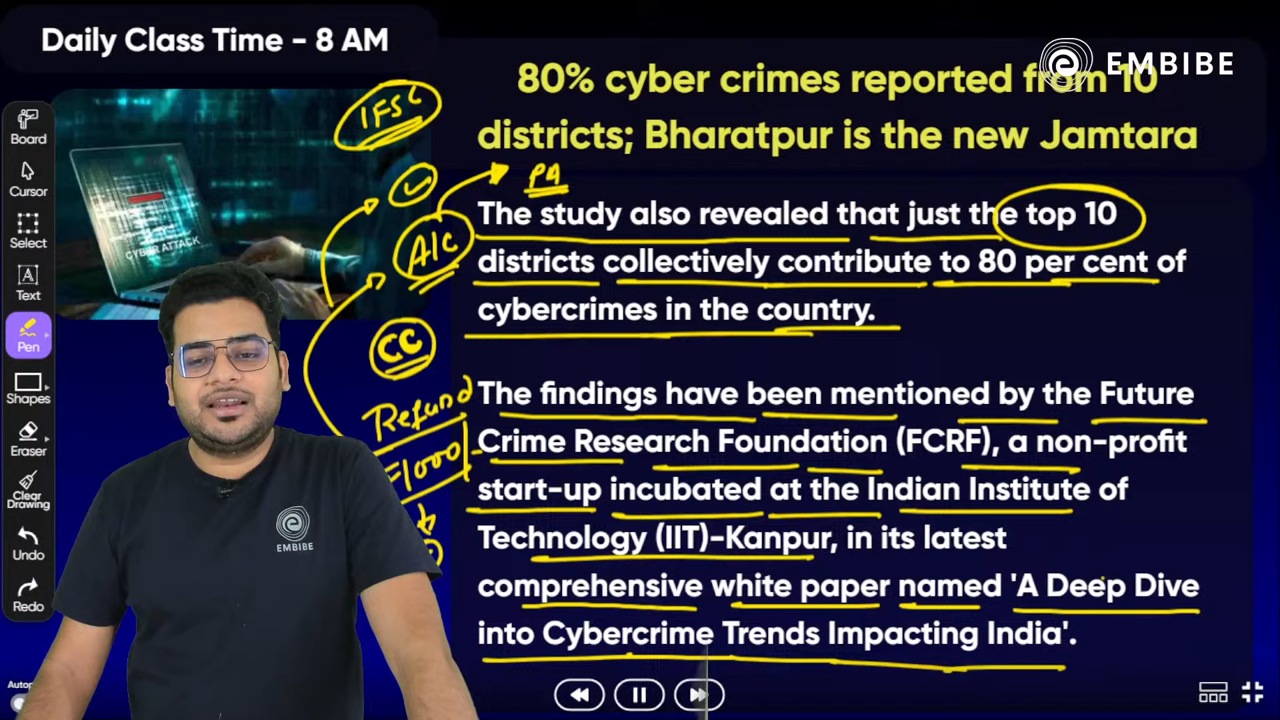 Daily Class Time - 8 AM
EMBIBE
80% cyber crimes reported from 10
districts; Bharatpur is the new Jamtara
IFSC
PA
A/C
CC
Refund
1000
CYBER ATTACK
The study also revealed that just the top 10
districts collectively contribute to 80 per cent of
cybercrimes in the country.
The findings have been mentioned by the Future
Crime Research Foundation (FCRF), a non-profit
start-up incubated at the Indian Institute of
Technology (IIT)-Kanpur, in its latest
comprehensive white paper named 'A Deep Dive
into Cybercrime Trends Impacting India'.
Board
Cursor
Select
Text
Pen
Shapes
Eraser
Clear
Drawing
Undo
Redo
EMBIBE